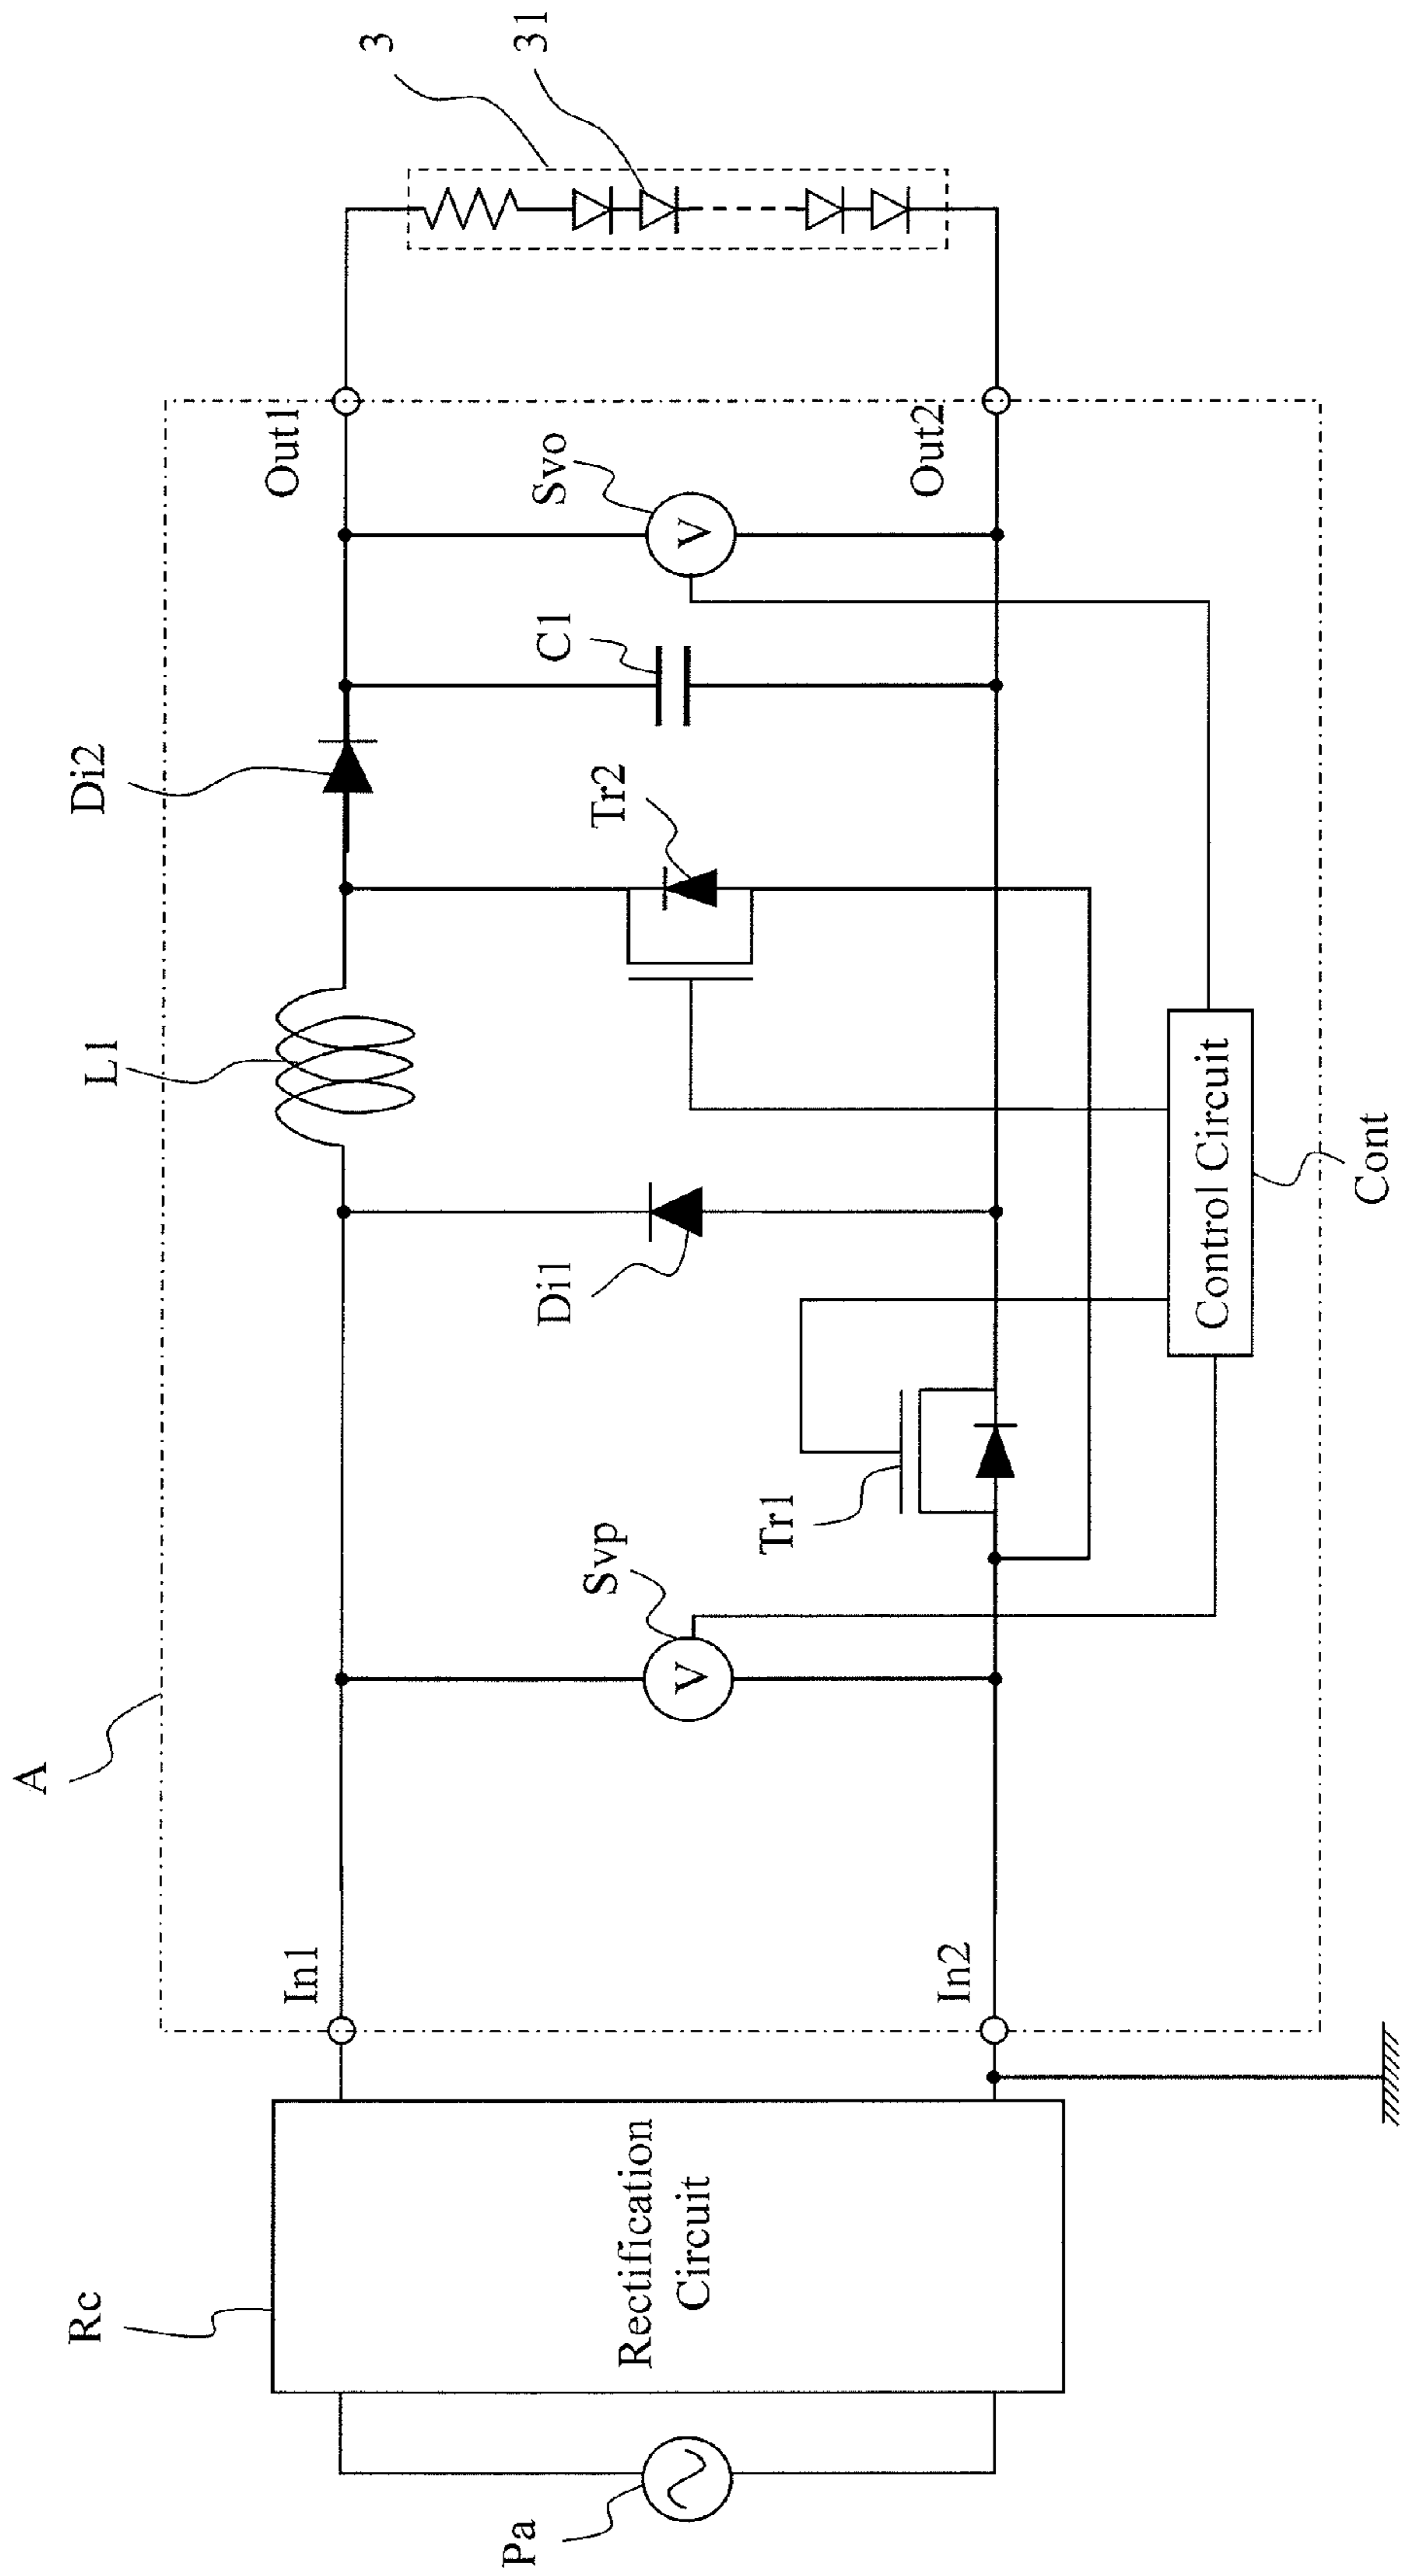 A
Pa
Rc
Rectification
Circuit
In1
In2
Svp
V
Tr1
Di1
L1
Tr2
Di2
C1
Svo
V
Out1
Out2
Control Circuit
Cont
3
31